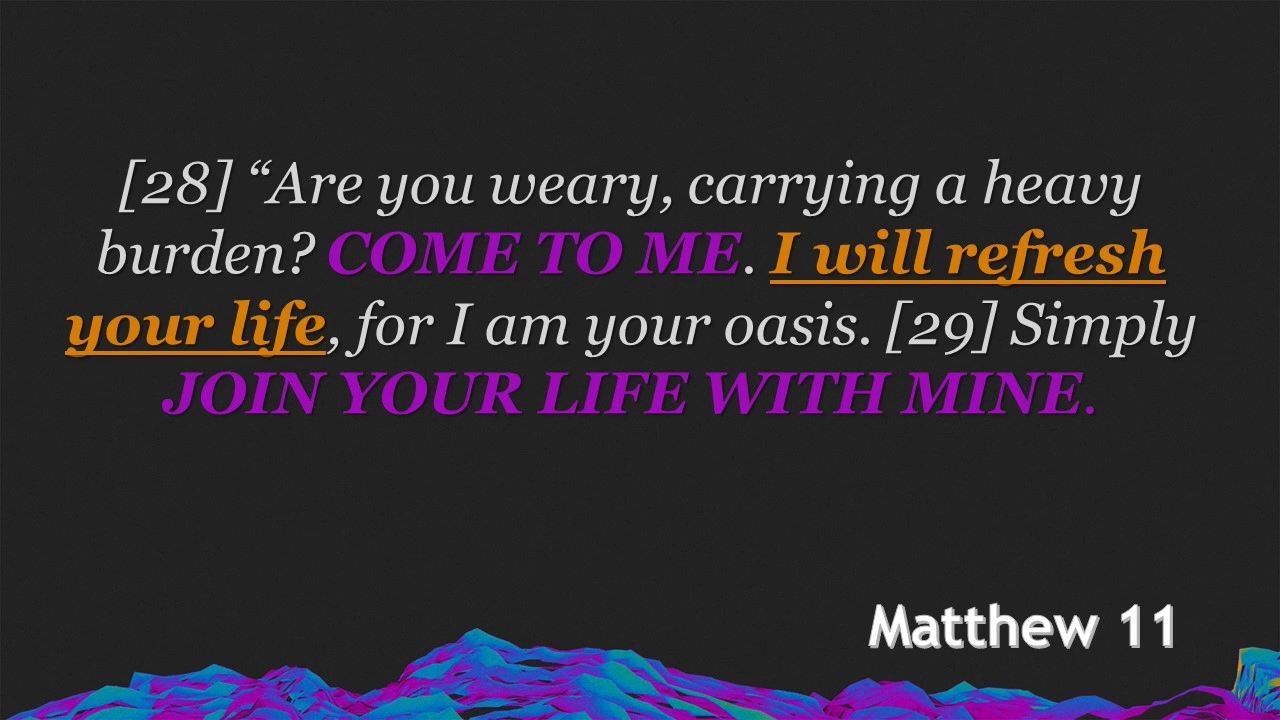 [28] “Are you weary, carrying a heavy
burden? COME TO ME. I will refresh
your life, for I am your oasis. [29] Simply
JOIN YOUR LIFE WITH MINE.
Matthew 11